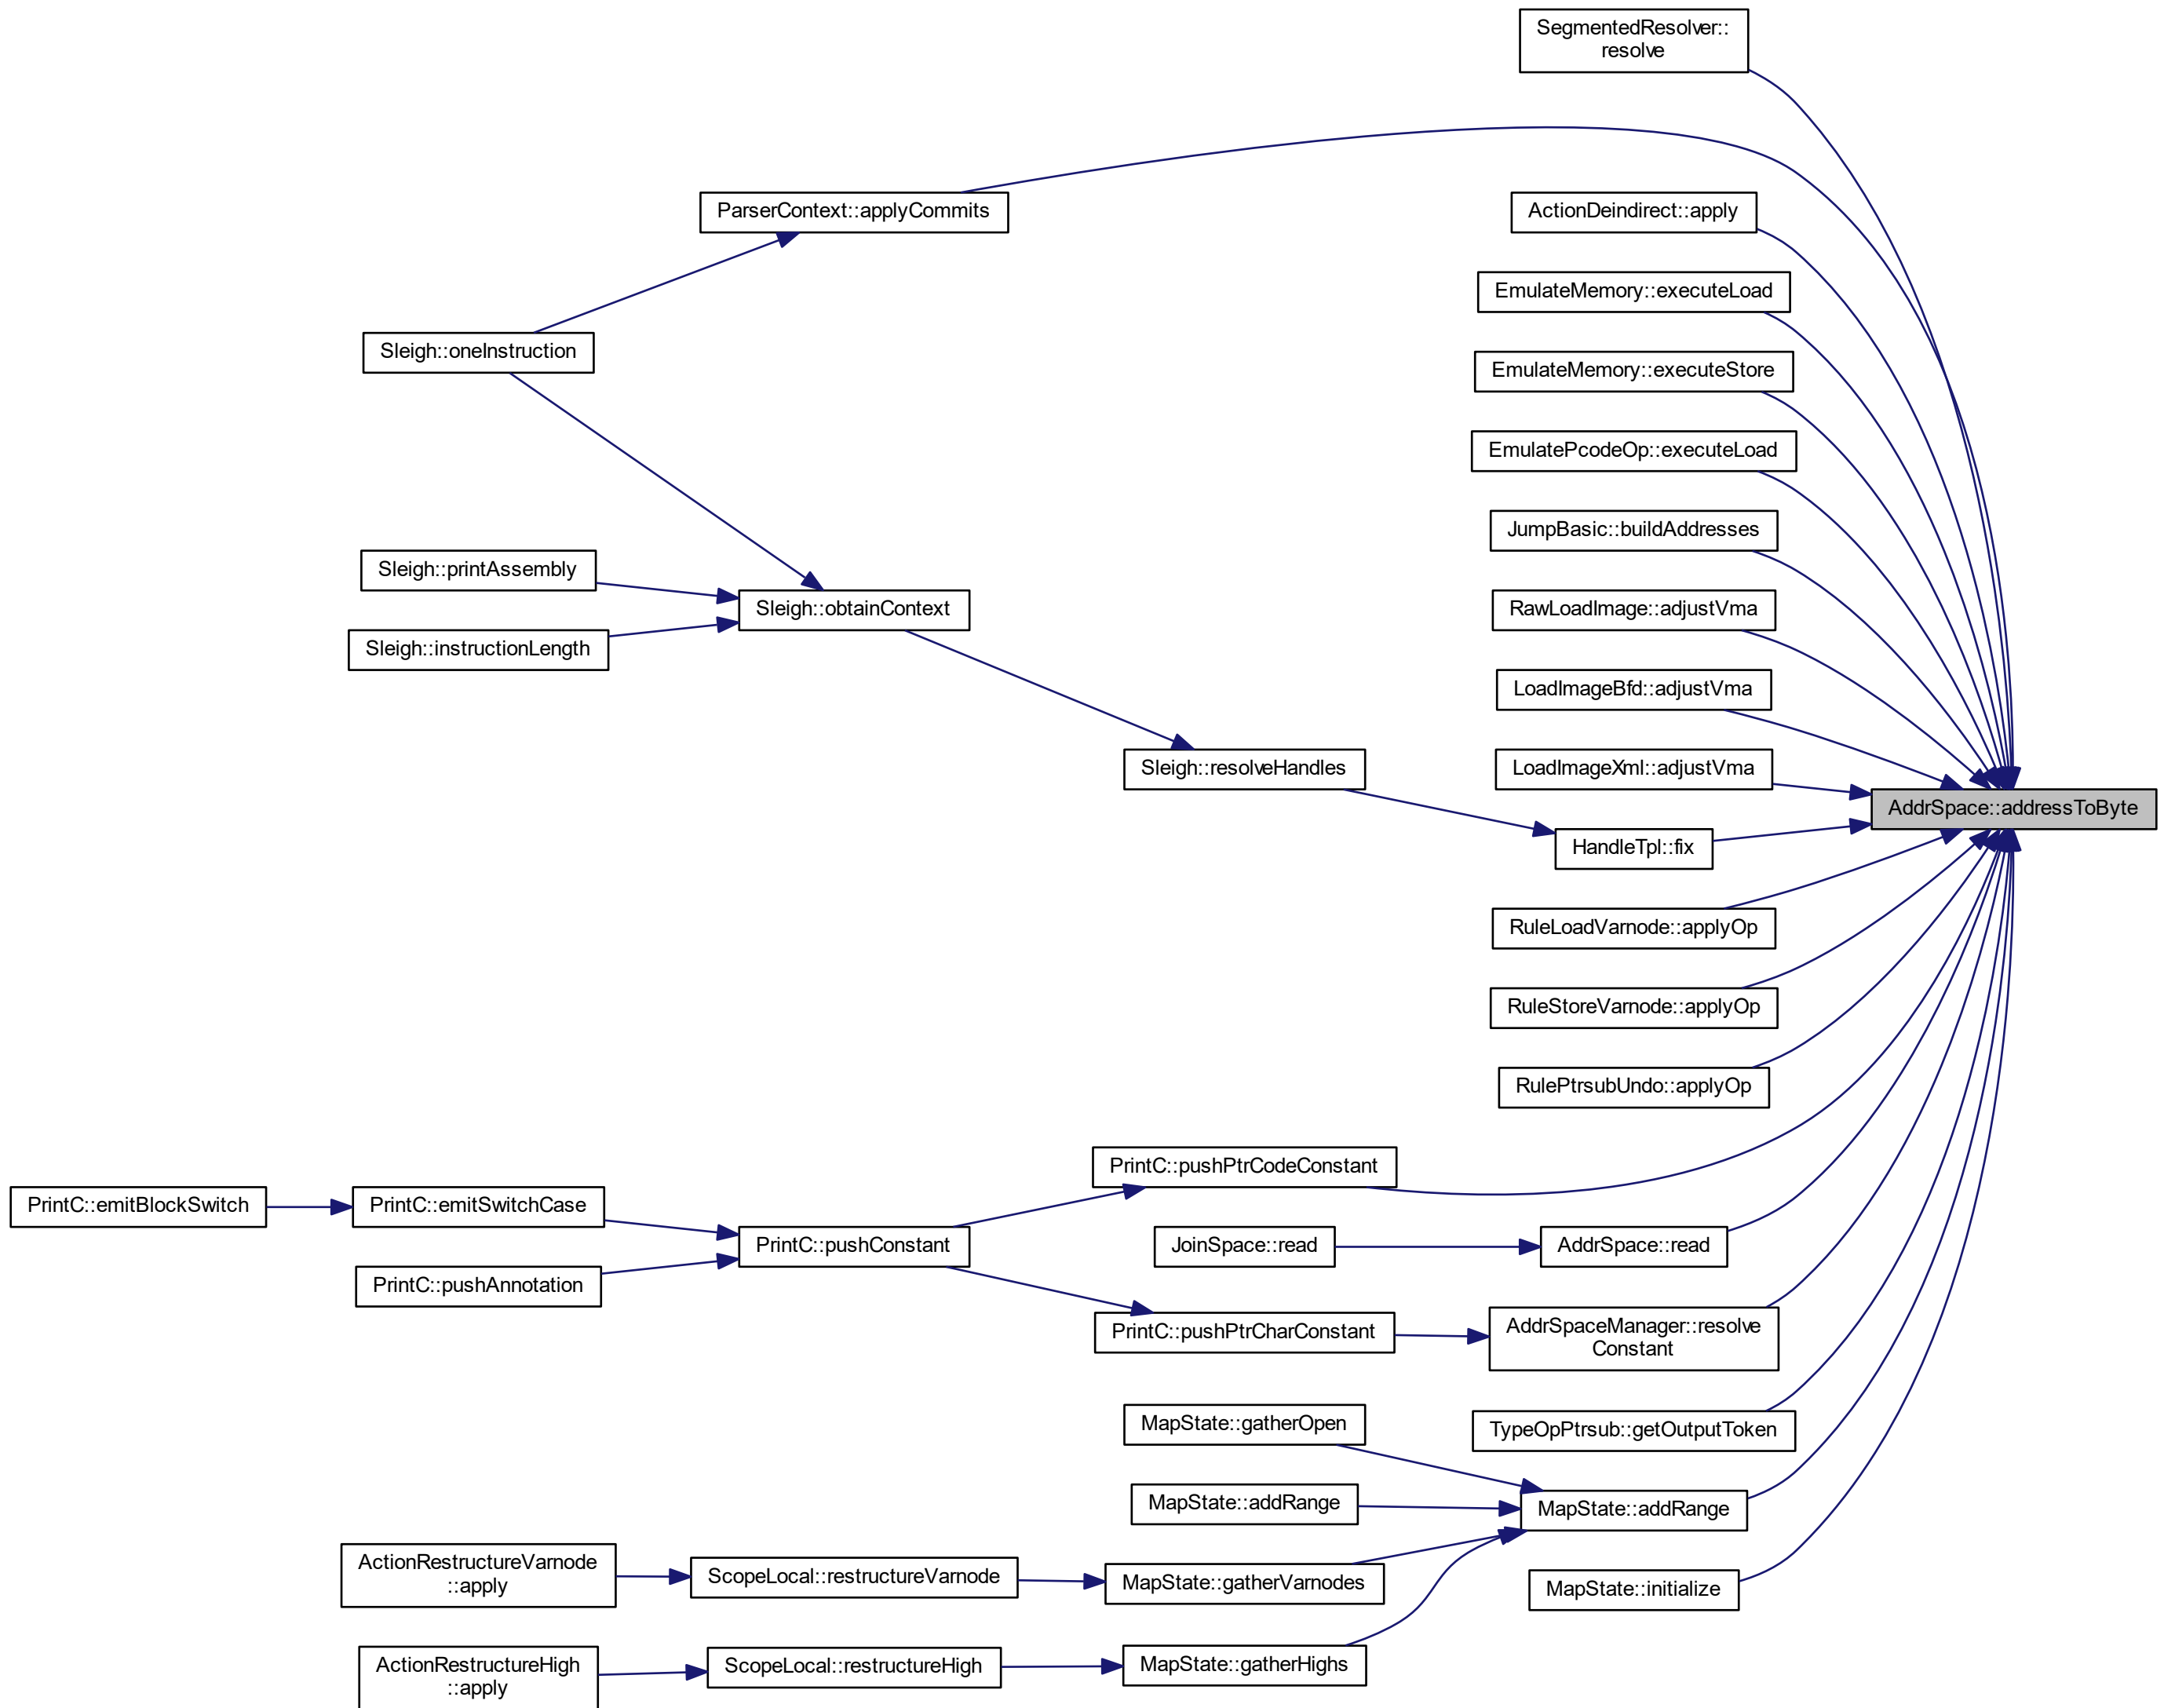 SegmentedResolver::
resolve
ParserContext::applyCommits
ActionDeindirect::apply
EmulateMemory::executeLoad
Sleigh::oneInstruction
EmulateMemory::executeStore
EmulatePcodeOp::executeLoad
JumpBasic::buildAddresses
Sleigh::printAssembly
Sleigh::obtainContext
RawLoadImage::adjustVma
Sleigh::instructionLength
LoadImageBfd::adjustVma
Sleigh::resolveHandles
LoadImageXml::adjustVma
AddrSpace::addressToByte
HandleTpl::fix
RuleLoadVarnode::applyOp
RuleStoreVarnode::applyOp
RulePtrsubUndo::applyOp
PrintC::pushPtrCodeConstant
PrintC::emitBlockSwitch
PrintC::emitSwitchCase
PrintC::pushConstant
JoinSpace::read
AddrSpace::read
PrintC::pushAnnotation
PrintC::pushPtrCharConstant
AddrSpaceManager::resolve
Constant
MapState::gatherOpen
TypeOpPtrsub::getOutputToken
MapState::addRange
MapState::addRange
ActionRestructureVarnode
::apply
ScopeLocal::restructureVarnode
MapState::gatherVarnodes
MapState::initialize
ActionRestructureHigh
::apply
ScopeLocal::restructureHigh
MapState::gatherHighs